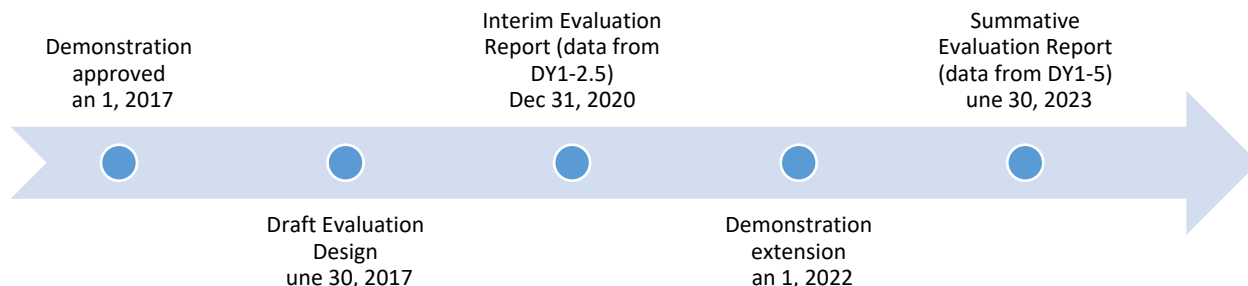 Demonstration
approved
an 1, 2017
Draft Evaluation
Design
une 30, 2017
Interim Evaluation
Report (data from
DY1-2.5)
Dec 31, 2020
Demonstration
extension
an 1, 2022
Summative
Evaluation Report
(data from DY1-5)
une 30, 2023